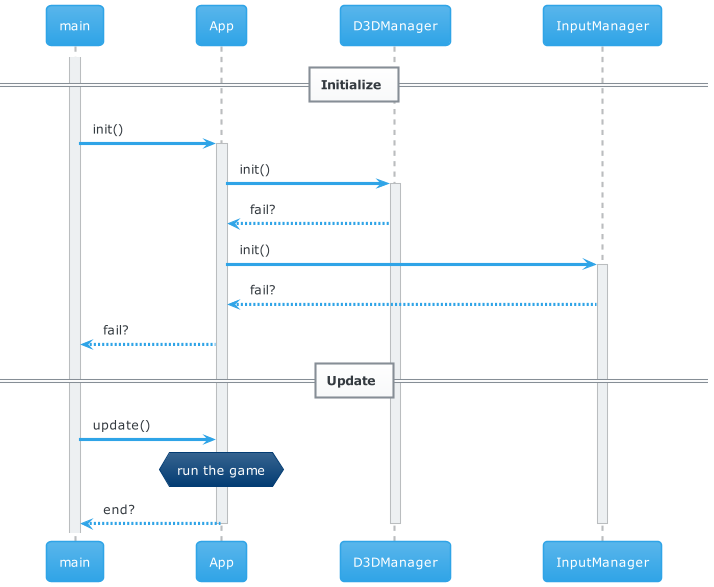 main App D3DManager InputManager
Initialize
init()
init()
fail?
init()
fail?
fail?
Update
update()
run the game
end?
main App D3DManager InputManager